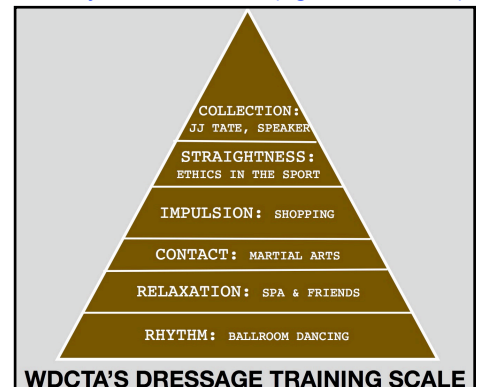 COLLECTION:
JJ TATE, SPEAKER
STRAIGHTNESS:
ETHICS IN THE SPORT
IMPULSION: SHOPPING
CONTACT: MARTIAL ARTS
RELAXATION: SPA & FRIENDS
RHYTHM: BALLROOM DANCING
WDCTA'S DRESSAGE TRAINING SCALE